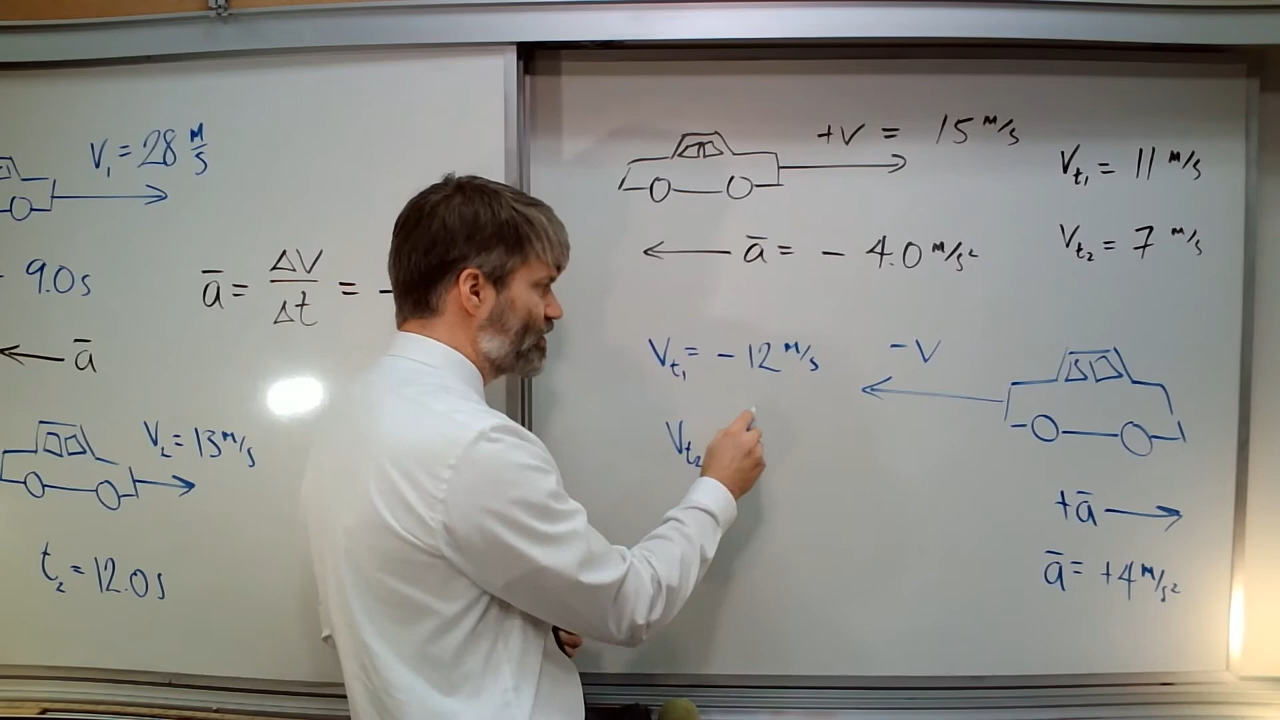 V₁ = 28 M/S
9.0s
ā
ā = ΔV/Δt = -
V₂ = 13 M/S
t₂ = 12.0s
+V = 15 M/S
ā = - 4.0 M/S²
Vt₁ = 11 M/S
Vt₂ = 7 M/S
Vt₁ = - 12 M/S
Vt₂
-V
+ā
ā = +4 M/S²